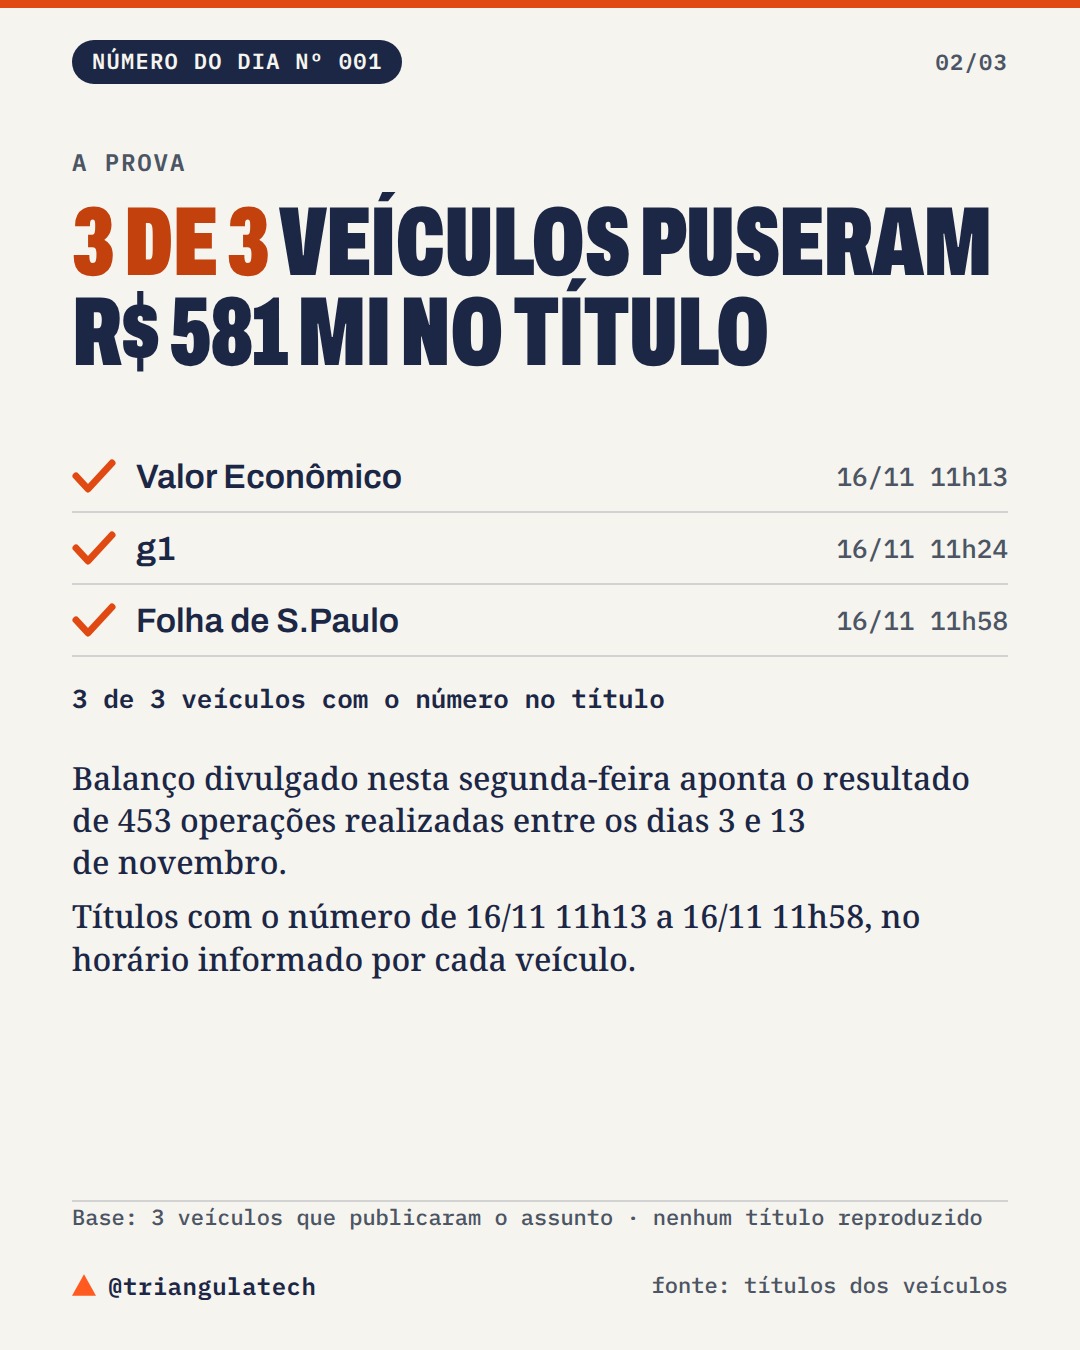 NÚMERO DO DIA Nº 001
02/03
A PROVA
3 DE 3 VEÍCULOS PUSERAM
R$ 581 MI NO TÍTULO
Valor Econômico 16/11 11h13
g1 16/11 11h24
Folha de S.Paulo 16/11 11h58
3 de 3 veículos com o número no título
Balanço divulgado nesta segunda-feira aponta o resultado
de 453 operações realizadas entre os dias 3 e 13
de novembro.
Títulos com o número de 16/11 11h13 a 16/11 11h58, no
horário informado por cada veículo.
Base: 3 veículos que publicaram o assunto · nenhum título reproduzido
@triangulatech
fonte: títulos dos veículos